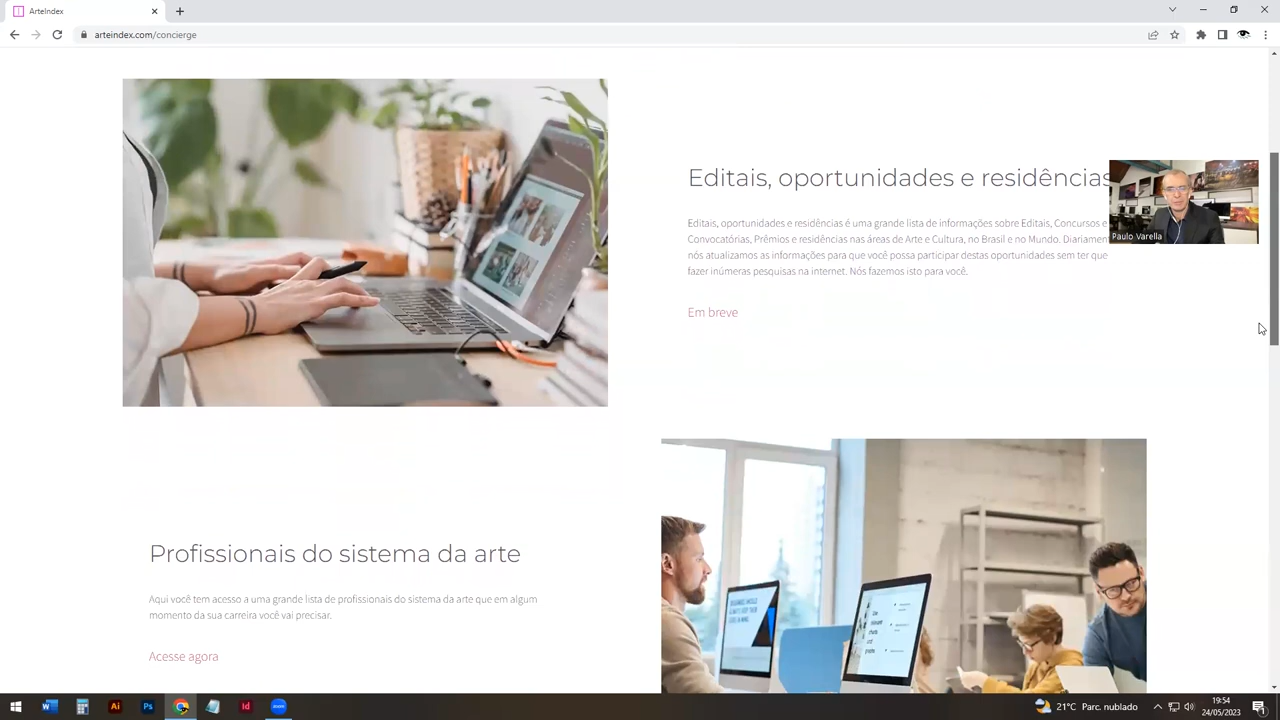 ArteIndex
arteindex.com/concierge
Editais, oportunidades e residências
Editais, oportunidades e residências é uma grande lista de informações sobre Editais, Concursos e
Convocatórias, Prêmios e residências nas áreas de Arte e Cultura, no Brasil e no Mundo. Diariamen
nós atualizamos as informações para que você possa participar destas oportunidades sem ter que
fazer inúmeras pesquisas na internet. Nós fazemos isto para você.
Em breve
Paulo Varella
Profissionais do sistema da arte
Aqui você tem acesso a uma grande lista de profissionais do sistema da arte que em algum
momento da sua carreira você vai precisar.
Acesse agora
W
Ai
Ps
Id
zoom
21°C Parc. nublado
19:54
24/05/2023